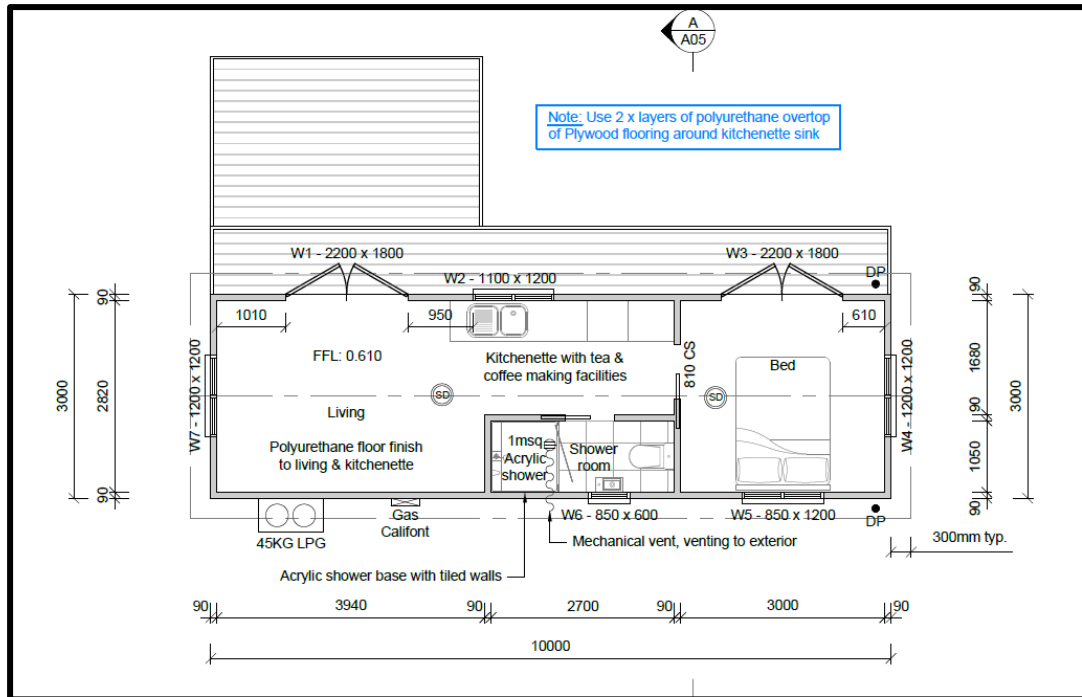 A
A05
Note: Use 2 x layers of polyurethane overtop
of Plywood flooring around kitchenette sink
W1 - 2200 x 1800
W3 - 2200 x 1800
W2 - 1100 x 1200
DP
90
90
1010
950
610
FFL: 0.610
Kitchenette with tea &
coffee making facilities
810 CS
Bed
SD
SD
3000
2820
W7 - 1200 x 1200
W4 - 1200 x 1200
1680
90
3000
Living
Polyurethane floor finish
to living & kitchenette
1msq
Acrylic
shower
Shower
room
1050
90
90
45KG LPG
Gas
Califont
W6 - 850 x 600
W5 - 850 x 1200
DP
Mechanical vent, venting to exterior
300mm typ.
Acrylic shower base with tiled walls
90
3940
90
2700
90
3000
90
10000